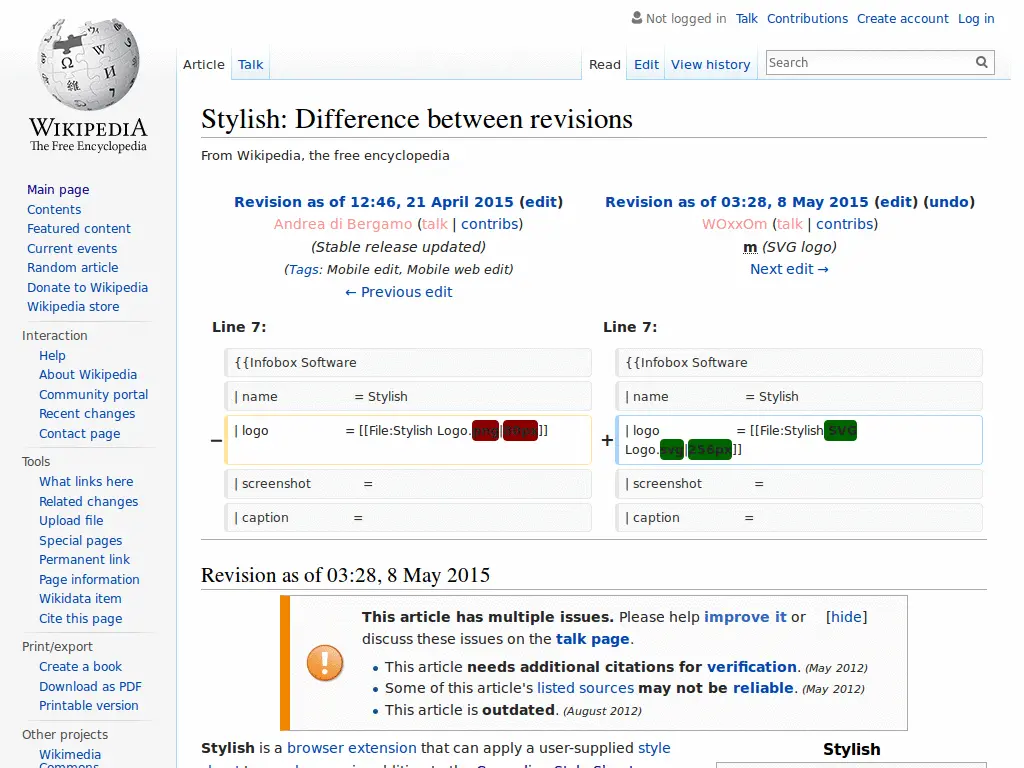 Not logged in Talk Contributions Create account Log in
Article Talk Read Edit View history Search
WIKIPEDIA
The Free Encyclopedia
Main page
Contents
Featured content
Current events
Random article
Donate to Wikipedia
Wikipedia store
Interaction
Help
About Wikipedia
Community portal
Recent changes
Contact page
Tools
What links here
Related changes
Upload file
Special pages
Permanent link
Page information
Wikidata item
Cite this page
Print/export
Create a book
Download as PDF
Printable version
Other projects
Wikimedia
Commons
Stylish: Difference between revisions
From Wikipedia, the free encyclopedia
Revision as of 12:46, 21 April 2015 (edit)
Andrea di Bergamo (talk | contribs)
(Stable release updated)
(Tags: Mobile edit, Mobile web edit)
← Previous edit
Revision as of 03:28, 8 May 2015 (edit) (undo)
WOxxOm (talk | contribs)
m (SVG logo)
Next edit →
Line 7: Line 7:
{{Infobox Software {{Infobox Software
| name = Stylish | name = Stylish
− | logo = [[File:Stylish Logo.png|]]
+ | logo = [[File:Stylish SVG
Logo.svg|256px]]
| screenshot = | screenshot =
| caption = | caption =
Revision as of 03:28, 8 May 2015
This article has multiple issues. Please help improve it or [hide]
discuss these issues on the talk page.
• This article needs additional citations for verification. (May 2012)
• Some of this article's listed sources may not be reliable. (May 2012)
• This article is outdated. (August 2012)
Stylish is a browser extension that can apply a user-supplied style
Stylish